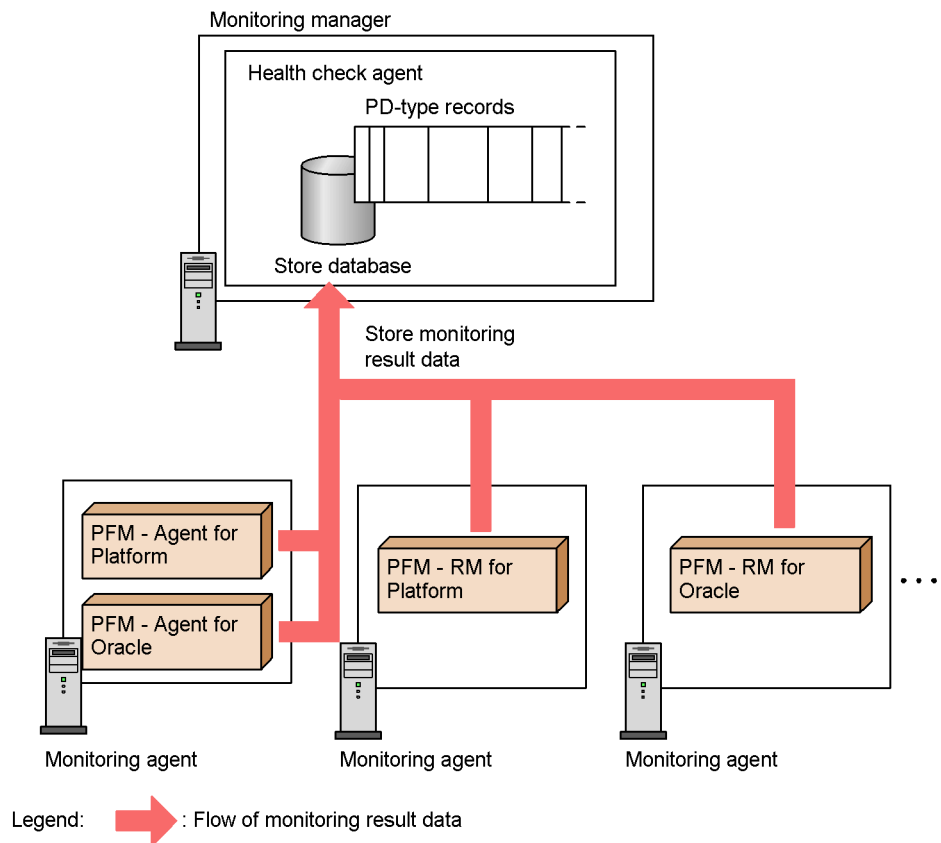 Monitoring manager
Health check agent
PD-type records
Store database
Store monitoring
result data
PFM - Agent for
Platform
PFM - Agent for
Oracle
PFM - RM for
Platform
PFM - RM for
Oracle
...
Monitoring agent
Monitoring agent
Monitoring agent
Legend:
: Flow of monitoring result data